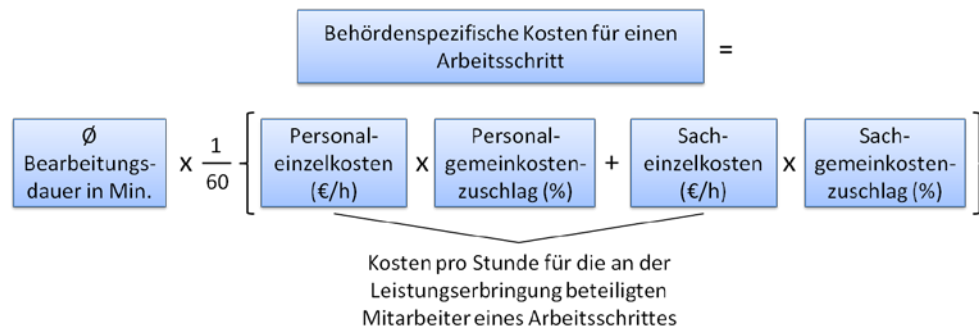 Behördenspezifische Kosten für einen
Arbeitsschritt
=
Ø
Bearbeitungs-
dauer in Min.
x
1
60
[
Personal-
einzelkosten
(€/h)
x
Personal-
gemeinkosten-
zuschlag (%)
+
Sach-
einzelkosten
(€/h)
x
Sach-
gemeinkosten-
zuschlag (%)
]
Kosten pro Stunde für die an der
Leistungserbringung beteiligten
Mitarbeiter eines Arbeitsschrittes